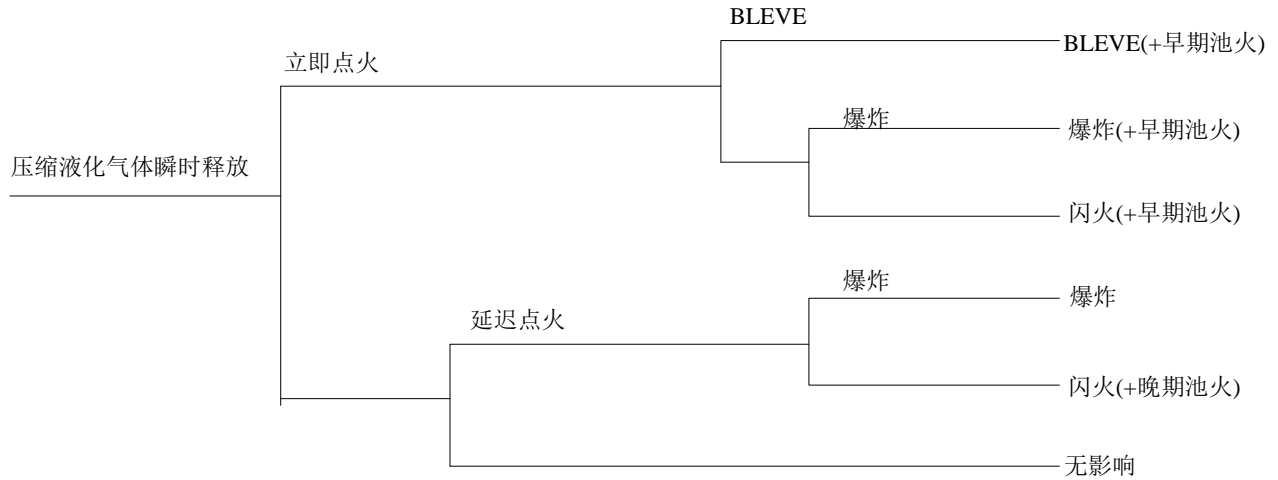 BLEVE
BLEVE(+早期池火)
立即点火
爆炸
爆炸(+早期池火)
压缩液化气体瞬时释放
闪火(+早期池火)
爆炸
爆炸
延迟点火
闪火(+晚期池火)
无影响